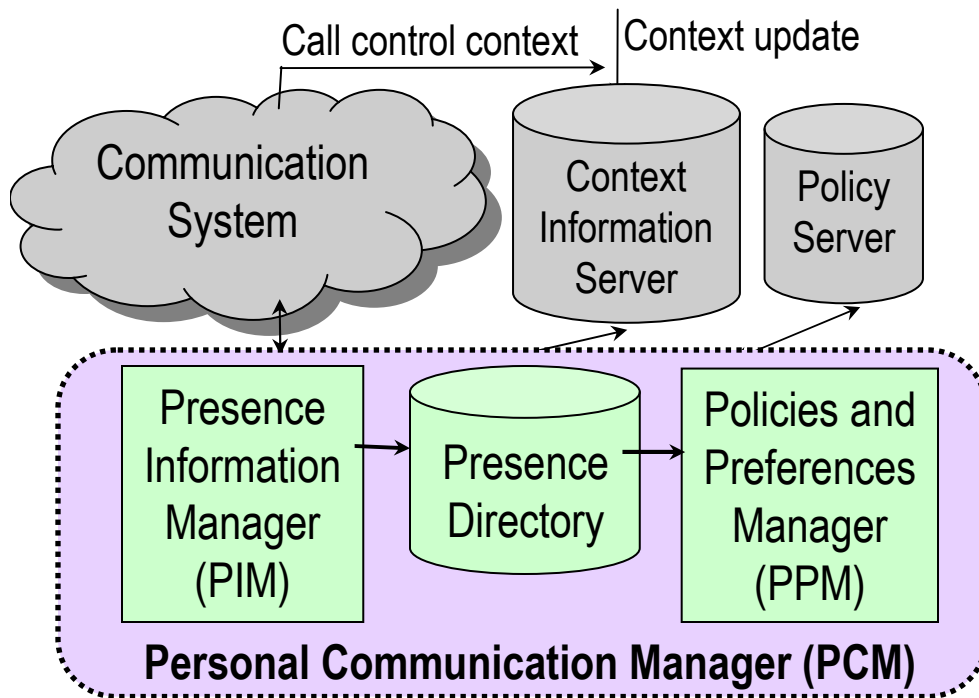 Call control context
Context update
Communication
System
Context
Information
Server
Policy
Server
Presence
Information
Manager
(PIM)
Presence
Directory
Policies and
Preferences
Manager
(PPM)
Personal Communication Manager (PCM)